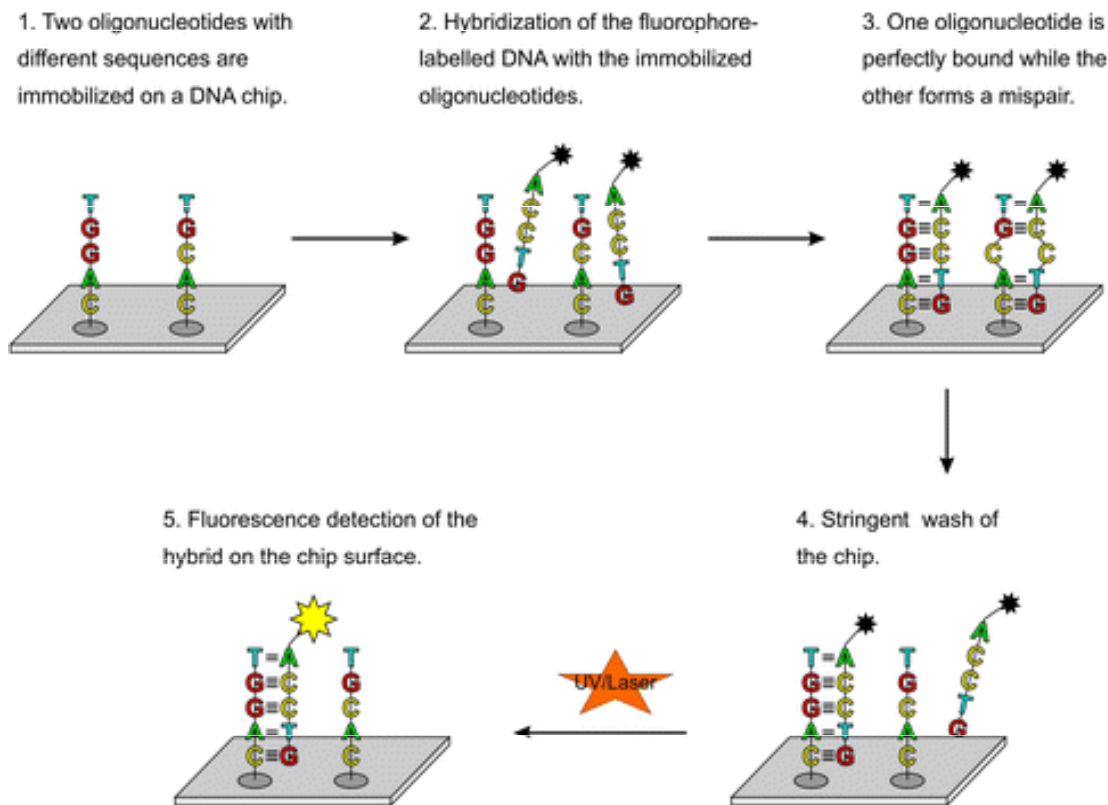 1. Two oligonucleotides with
different sequences are
immobilized on a DNA chip.
2. Hybridization of the fluorophore-
labelled DNA with the immobilized
oligonucleotides.
3. One oligonucleotide is
perfectly bound while the
other forms a mispair.
T T
G G
G C
A A
C C
T A T A
G C G C
G C C C
A T A T
C G C G
T=A T=A
G≡C G≡C
G≡C C C
A=T A=T
C≡G C≡G
5. Fluorescence detection of the
hybrid on the chip surface.
4. Stringent wash of
the chip.
T=A T
G≡C G
G≡C C
A=T A
C≡G C
UV/Laser
T=A T A
G≡C G C
G≡C C C
A=T A T
C≡G C G